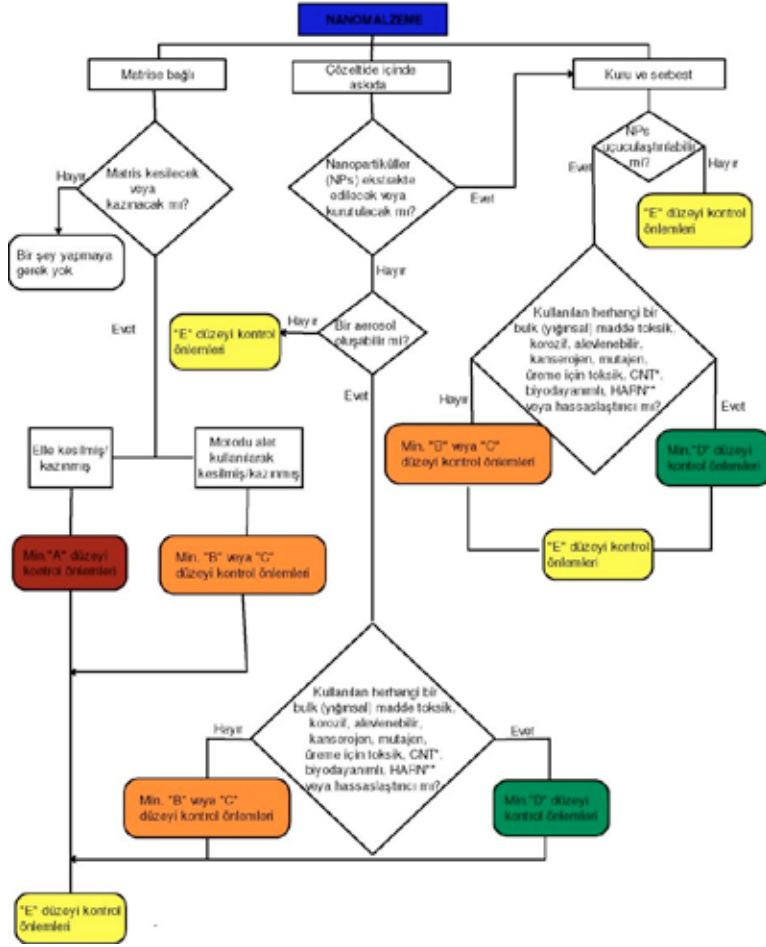 NANOMALZEME
Matrise bağlı
Çözeltide içinde
askıda
Kuru ve serbest
Matris kesilecek
veya
kazınacak mı?
Hayır
Bir şey yapmaya
gerek yok
Evet
Nanopartiküller
(NPs) ekstrakte
edilecek veya
kurutulacak mı?
Evet
Hayır
NPs
uçuculaştırılabilir
mi?
Evet
Hayır
"E" düzeyi kontrol
önlemleri
Bir aerosol
oluşabilir mi?
Hayır
"E" düzeyi kontrol
önlemleri
Evet
Kullanılan herhangi bir
bulk (yığınsal) madde toksik,
korozif, alevlenebilir,
kanserojen, mutajen,
üreme için toksik, CNT*,
biyodayanımlı, HARN**
veya hassaslaştırıcı mı?
Hayır
Evet
Min. "B" veya "C"
düzeyi kontrol önlemleri
Min."D" düzeyi
kontrol önlemleri
"E" düzeyi kontrol
önlemleri
Elle kesilmiş/
kazınmış
Motorlu alet
kullanılarak
kesilmiş/kazınmış
Min."A" düzeyi
kontrol önlemleri
Min. "B" veya "C"
düzeyi kontrol önlemleri
Kullanılan herhangi bir
bulk (yığınsal) madde toksik,
korozif, alevlenebilir,
kanserojen, mutajen,
üreme için toksik, CNT*,
biyodayanımlı, HARN**
veya hassaslaştırıcı mı?
Hayır
Evet
Min. "B" veya "C"
düzeyi kontrol önlemleri
Min."D" düzeyi
kontrol önlemleri
"E" düzeyi kontrol
önlemleri